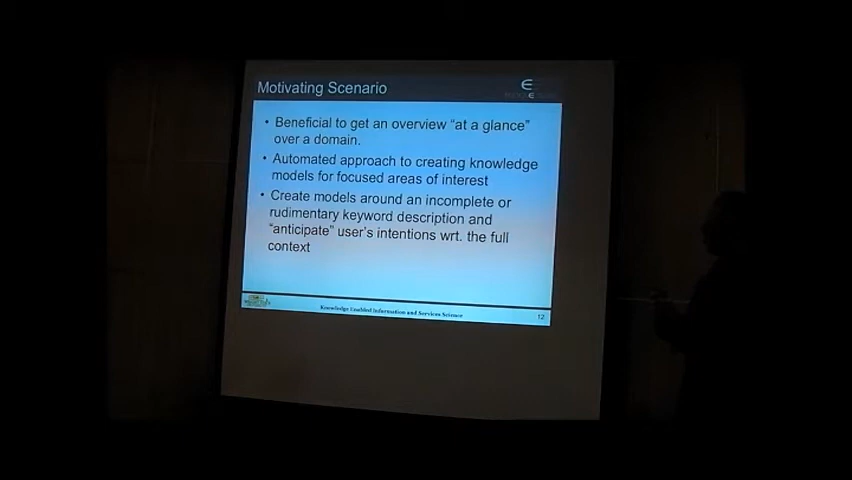 Motivating Scenario
• Beneficial to get an overview “at a glance”
over a domain.
• Automated approach to creating knowledge
models for focused areas of interest
• Create models around an incomplete or
rudimentary keyword description and
“anticipate” user’s intentions wrt. the full
context
Knowledge Enabled Information and Services Science
12